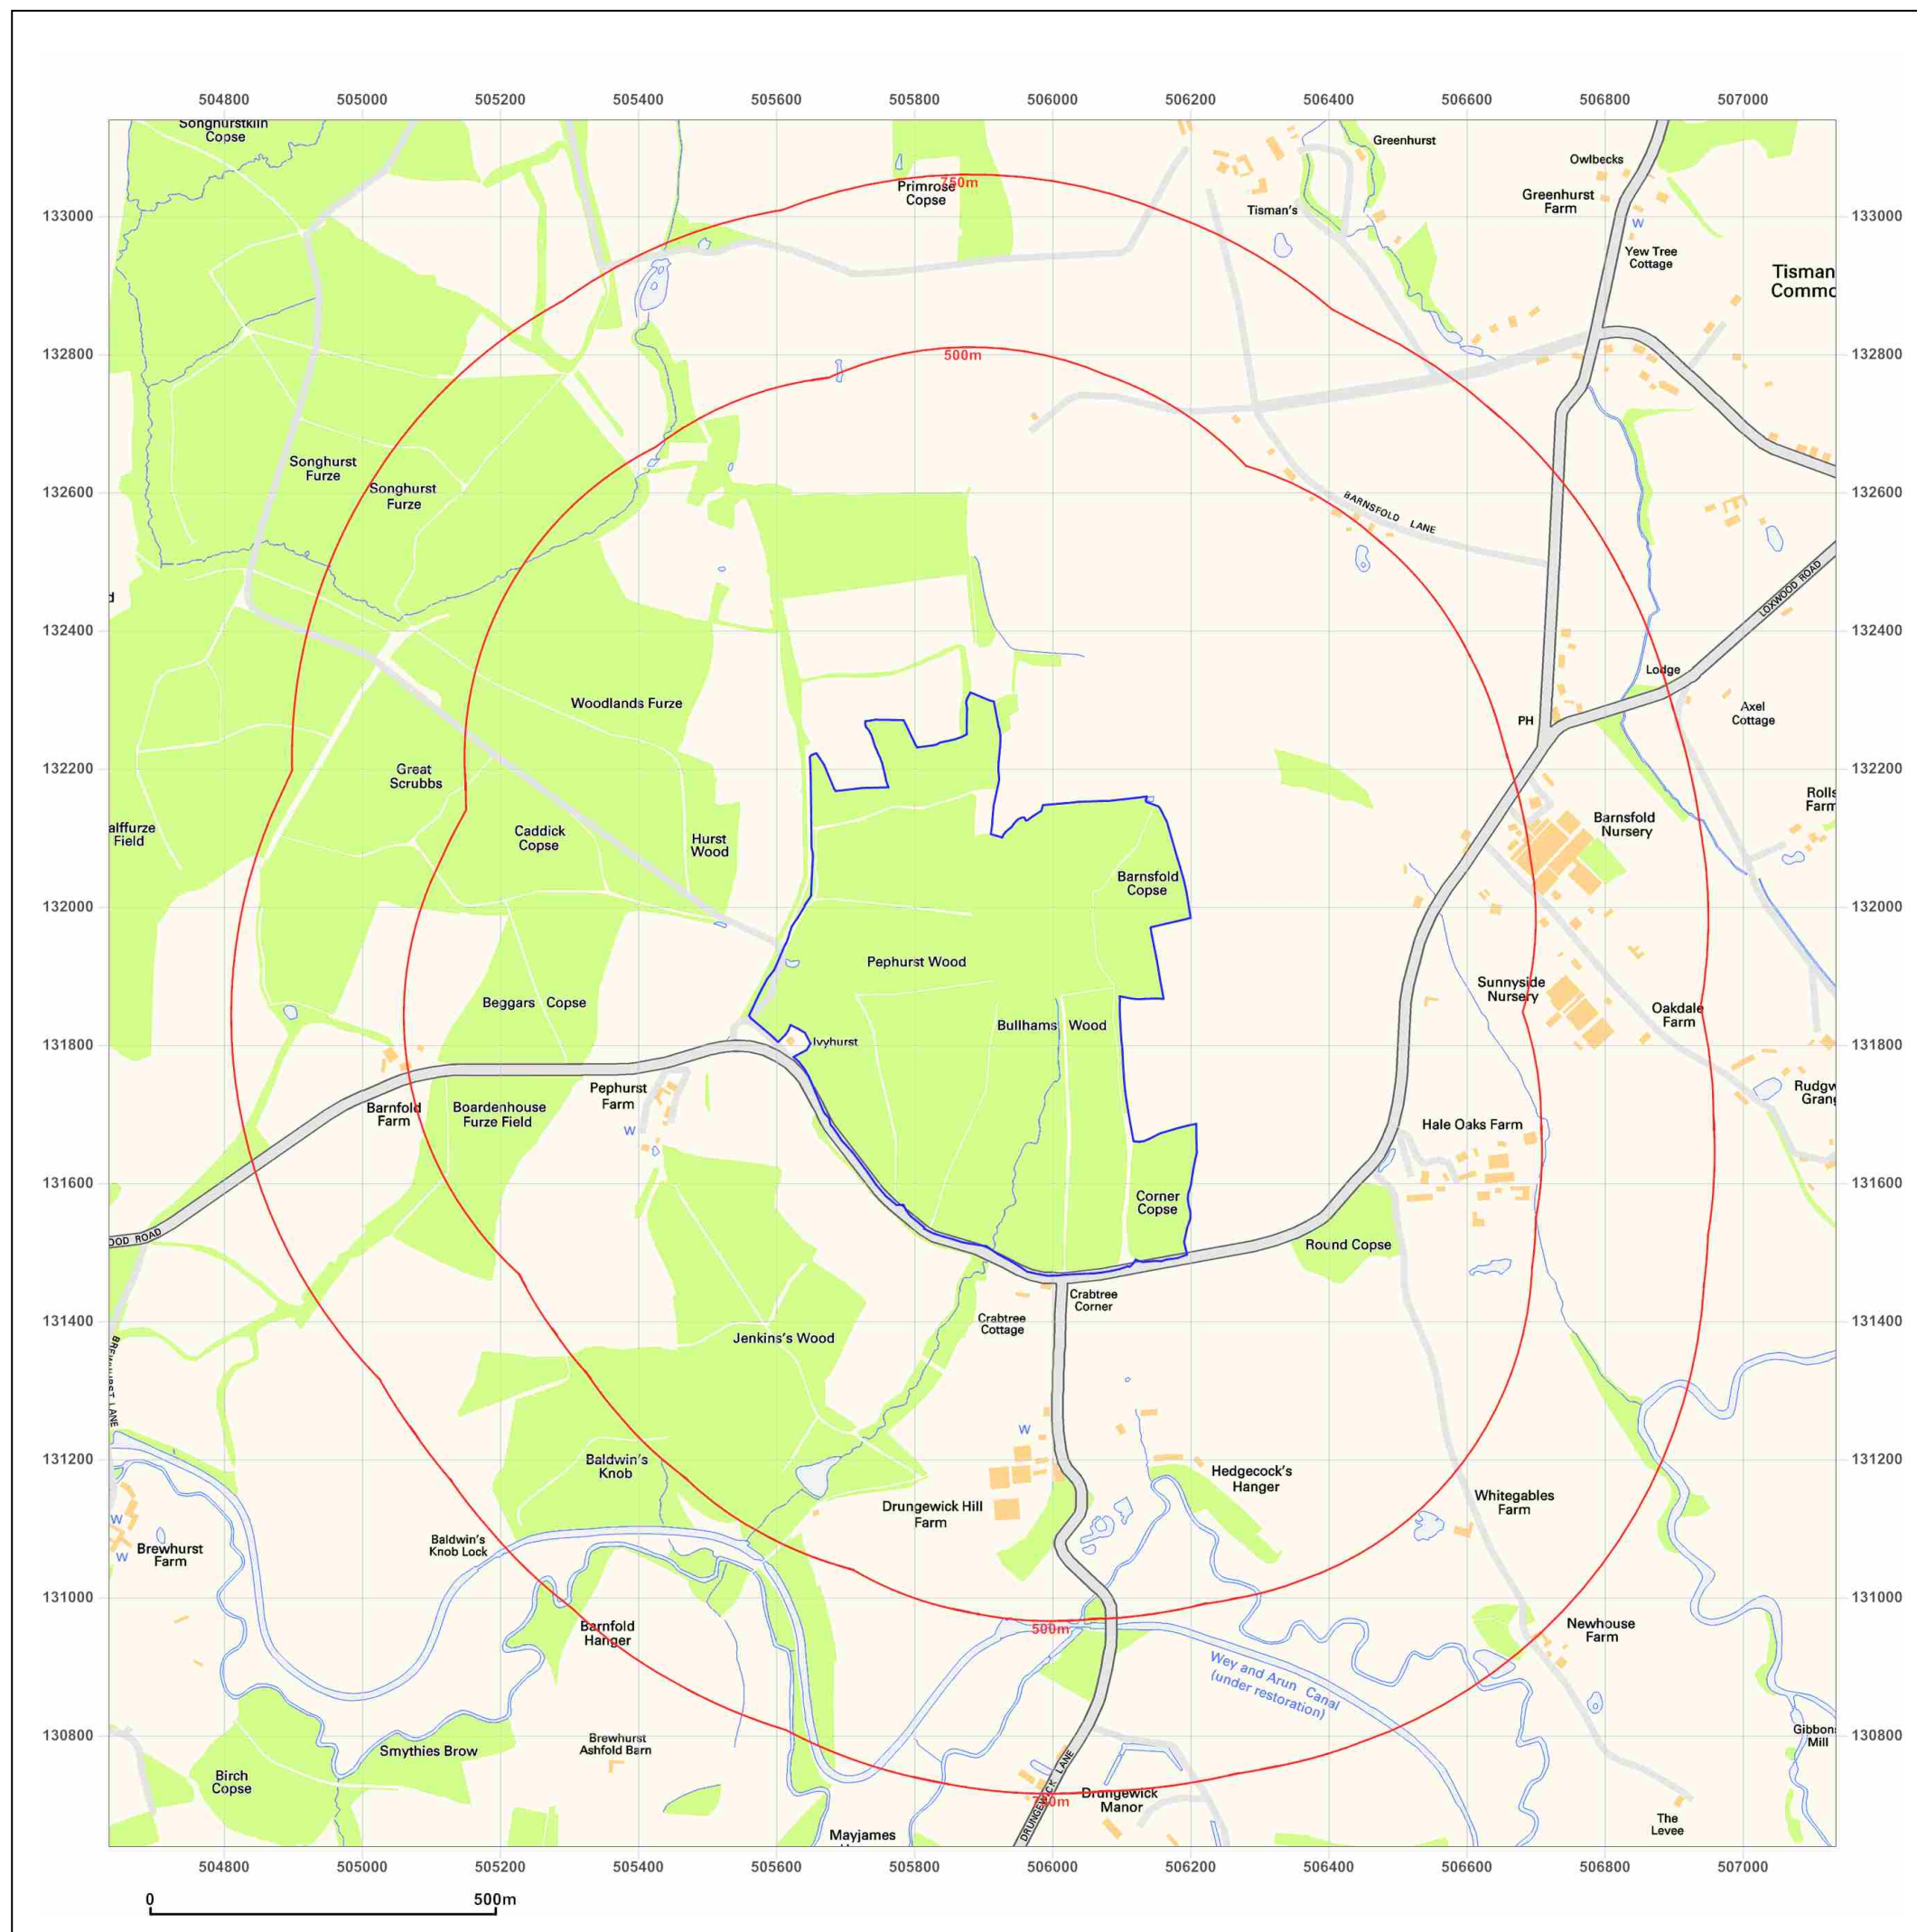 504800 505000 505200 505400 505600 505800 506000 506200 506400 506600 506800 507000
Songhurstkiln
Copse
Greenhurst
Owlbecks
750m
Primrose
Copse
Greenhurst
Farm
Tisman's
133000
133000
W
Yew Tree
Cottage
Tisman
Commo
132800
132800
500m
Songhurst
Furze
Songhurst
Furze
132600
132600
BARNSFOLD LANE
LOXWOOD ROAD
d
132400
132400
Lodge
Woodlands Furze
PH
Axel
Cottage
Great
Scrubbs
132200
132200
Rolls
Farm
alffurze
Field
Caddick
Copse
Hurst
Wood
Barnsfold
Nursery
Barnsfold
Copse
132000
132000
Pephurst Wood
Beggars Copse
Sunnyside
Nursery
Oakdale
Farm
Bullhams Wood
131800
Ivyhurst
131800
Pephurst
Farm
Rudgw
Grang
Barnfold
Farm
Boardenhouse
Furze Field
W
Hale Oaks Farm
131600
131600
Corner
Copse
OOD ROAD
Round Copse
Crabtree
Corner
Crabtree
Cottage
131400
131400
Jenkins's Wood
LANE
W
131200
131200
Baldwin's
Knob
Hedgecock's
Hanger
Drungewick Hill
Farm
Whitegables
Farm
W
Brewhurst
Farm
W
Baldwin's
Knob Lock
131000
131000
Barnfold
Hanger
500m
Newhouse
Farm
Wey and Arun Canal
(under restoration)
130800
130800
Smythies Brow
Brewhurst
Ashfold Barn
Gibbons
Mill
Birch
Copse
DRUNGEWICK LANE
750m
Drungewick
Manor
The
Levee
Mayjames
504800 505000 505200 505400 505600 505800 506000 506200 506400 506600 506800 507000
0 500m